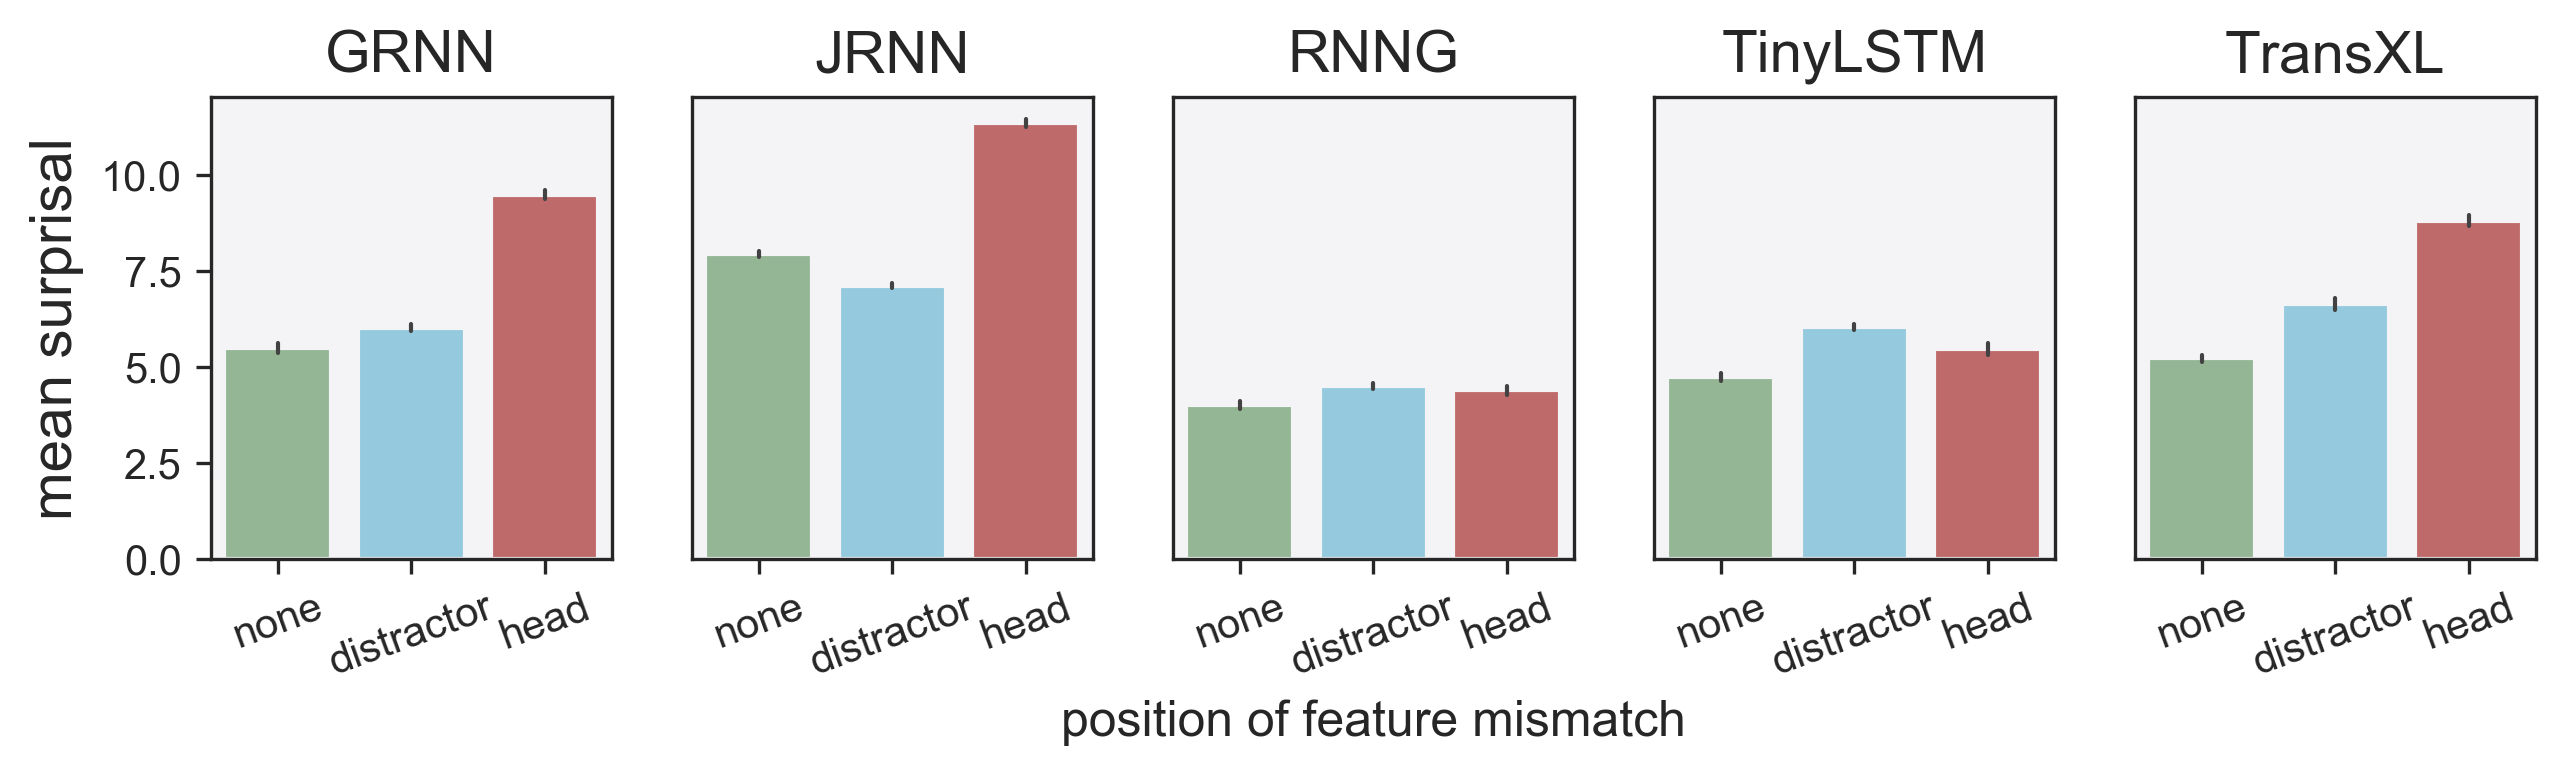 GRNN JRNN RNNG TinyLSTM TransXL
mean surprisal
10.0
7.5
5.0
2.5
0.0
none distractor head none distractor head none distractor head none distractor head none distractor head
position of feature mismatch